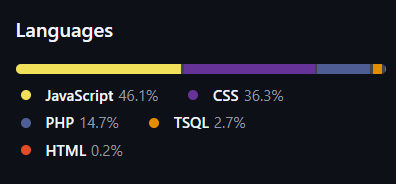 Languages
JavaScript 46.1% CSS 36.3%
PHP 14.7% TSQL 2.7%
HTML 0.2%